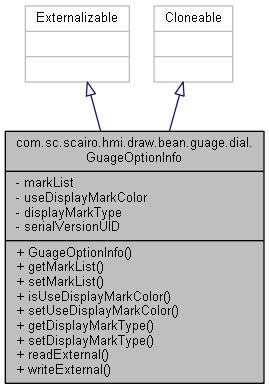 Externalizable
Cloneable
com.sc.scairo.hmi.draw.bean.guage.dial.
GuageOptionInfo
- markList
- useDisplayMarkColor
- displayMarkType
- serialVersionUID
+ GuageOptionInfo()
+ getMarkList()
+ setMarkList()
+ isUseDisplayMarkColor()
+ setUseDisplayMarkColor()
+ getDisplayMarkType()
+ setDisplayMarkType()
+ readExternal()
+ writeExternal()